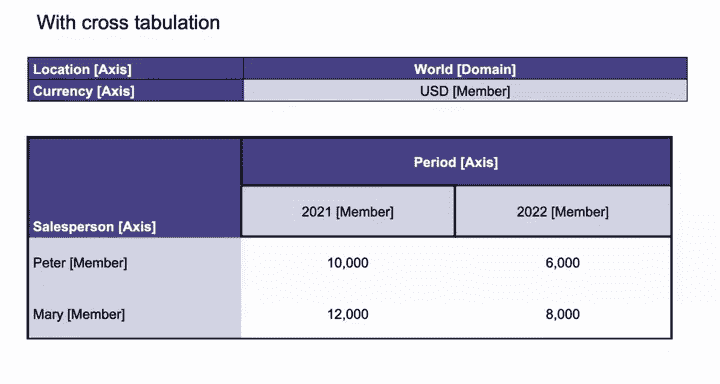 With cross tabulation
Location [Axis] World [Domain]
Currency [Axis] USD [Member]
Period [Axis]
Salesperson [Axis] 2021 [Member] 2022 [Member]
Peter [Member] 10,000 6,000
Mary [Member] 12,000 8,000